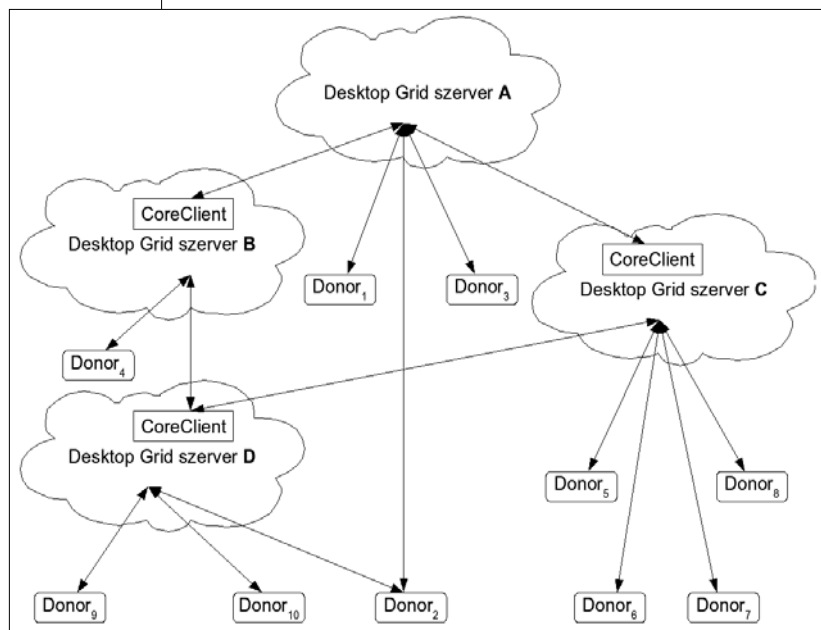 Desktop Grid szerver A
CoreClient
Desktop Grid szerver B
CoreClient
Desktop Grid szerver C
Donor1
Donor3
Donor4
CoreClient
Desktop Grid szerver D
Donor5
Donor8
Donor9
Donor10
Donor2
Donor6
Donor7